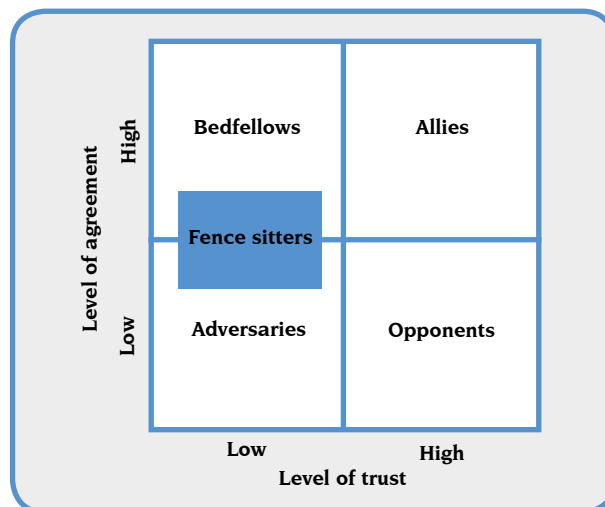 Bedfellows
Allies
High
Level of agreement
Fence sitters
Low
Adversaries
Opponents
Low
High
Level of trust